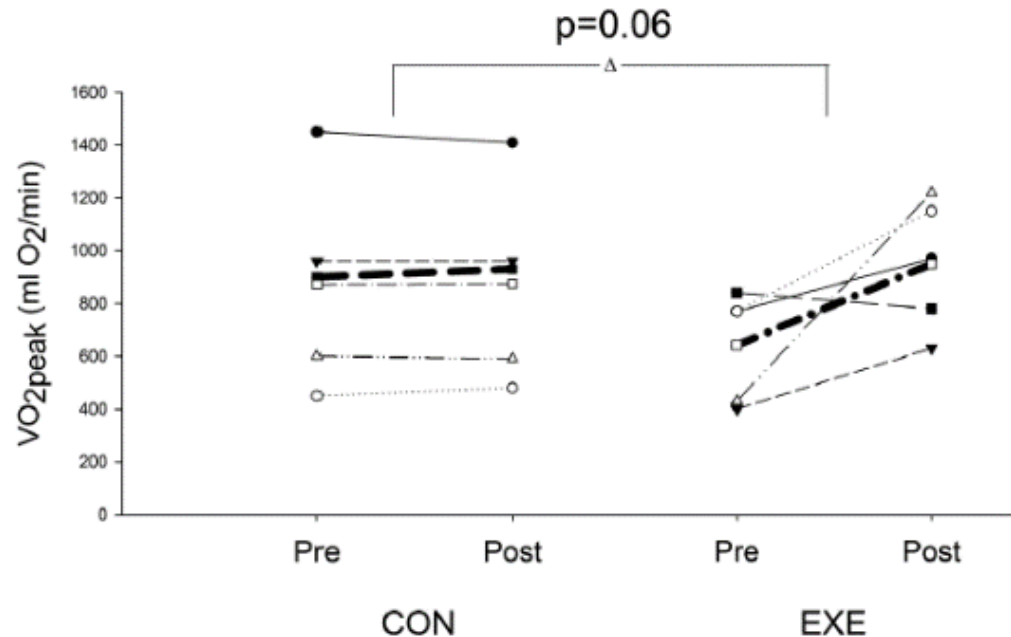 p=0.06
Δ
VO2peak (ml O2/min)
1600
1400
1200
1000
800
600
400
200
0
Pre Post Pre Post
CON EXE